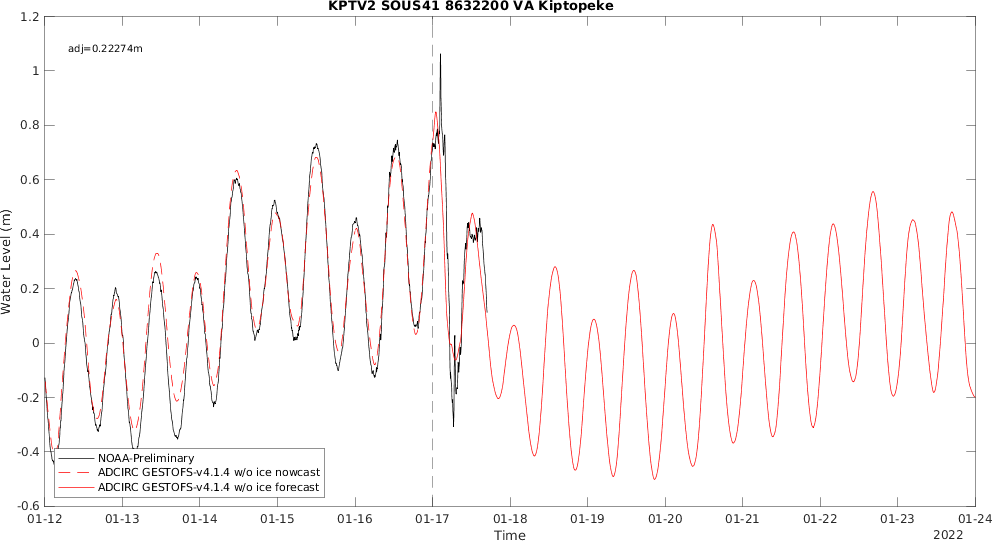 KPTV2 SOUS41 8632200 VA Kiptopeke
1.2
adj=0.22274m
1
0.8
0.6
0.4
0.2
0
-0.2
-0.4
-0.6
Water Level (m)
NOAA-Preliminary
ADCIRC GESTOFS-v4.1.4 w/o ice nowcast
ADCIRC GESTOFS-v4.1.4 w/o ice forecast
01-12 01-13 01-14 01-15 01-16 01-17 01-18 01-19 01-20 01-21 01-22 01-23 01-24
Time
2022